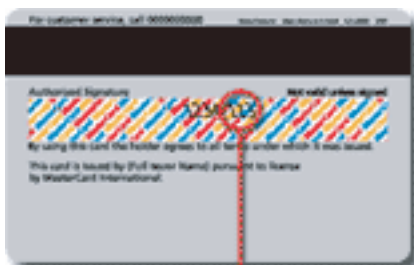 For customer service, call 0000000000
Authorized Signature Not valid unless signed
1234 123
By using this card the holder agrees to all terms under which it was issued.
This card is issued by (Full Issuer Name) pursuant to license
by MasterCard International.